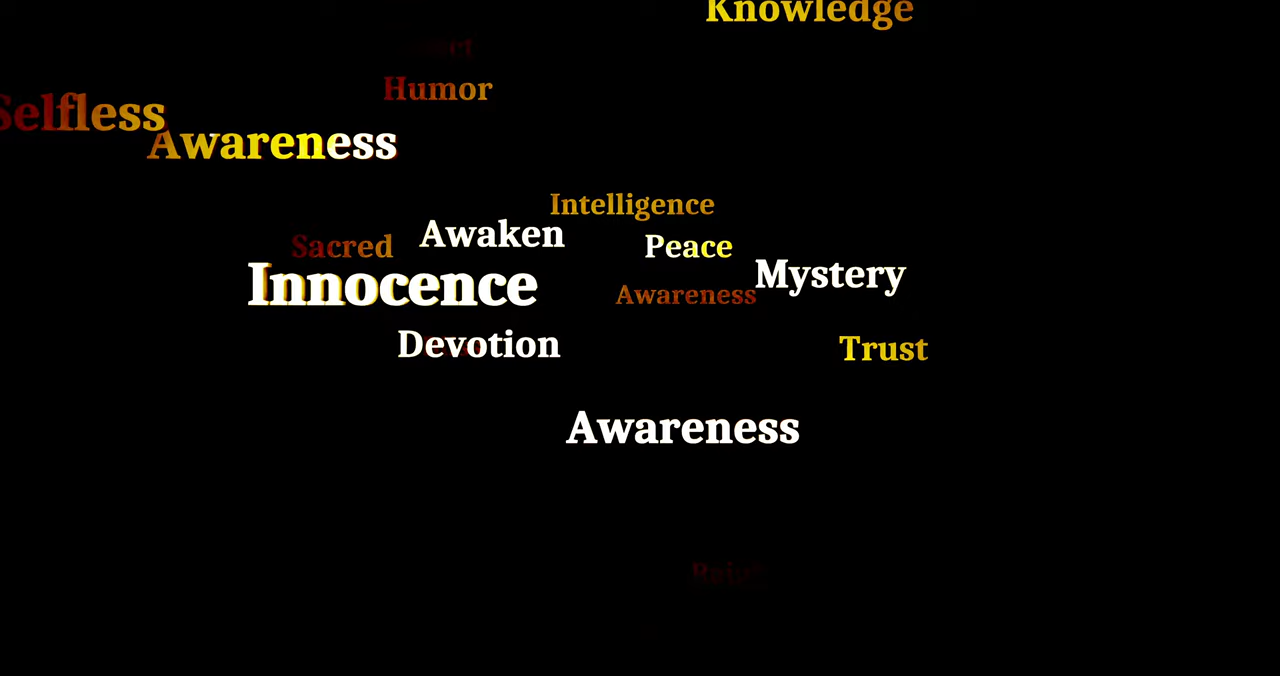 Knowledge
Humor
Selfless
Awareness
Intelligence
Awaken
Sacred
Peace
Mystery
Innocence
Awareness
Devotion
Trust
Awareness